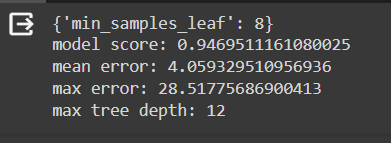 {'min_samples_leaf': 8}
model score: 0.9469511161080025
mean error: 4.059329510956936
max error: 28.51775686900413
max tree depth: 12